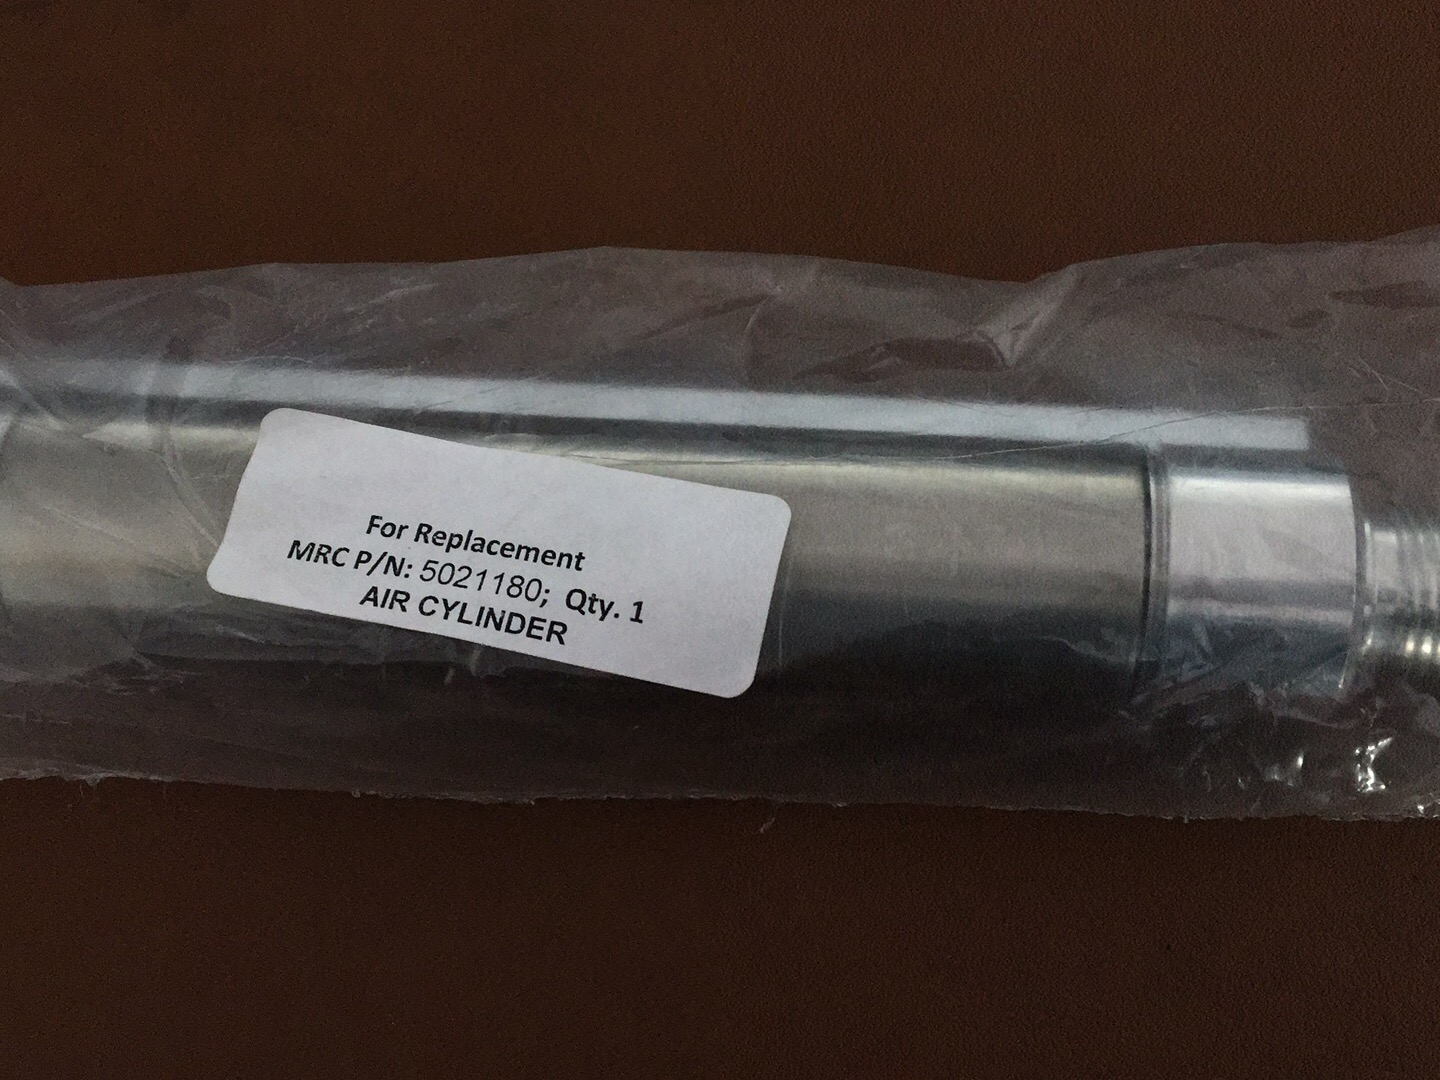 For Replacement
MRC P/N: 5021180; Qty. 1
AIR CYLINDER